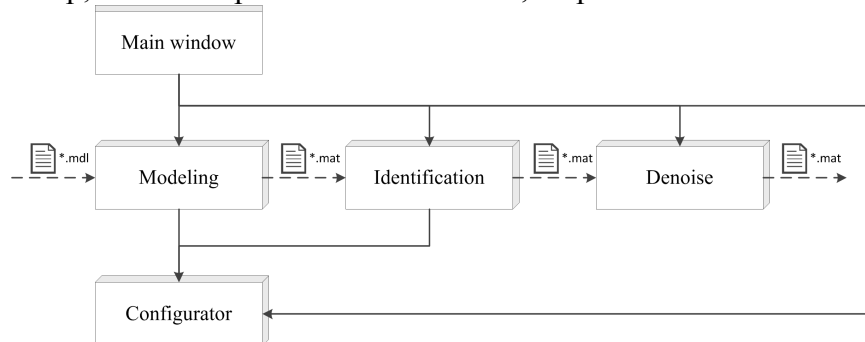 Main window
*.mdl
Modeling
*.mat
Identification
*.mat
Denoise
*.mat
Configurator